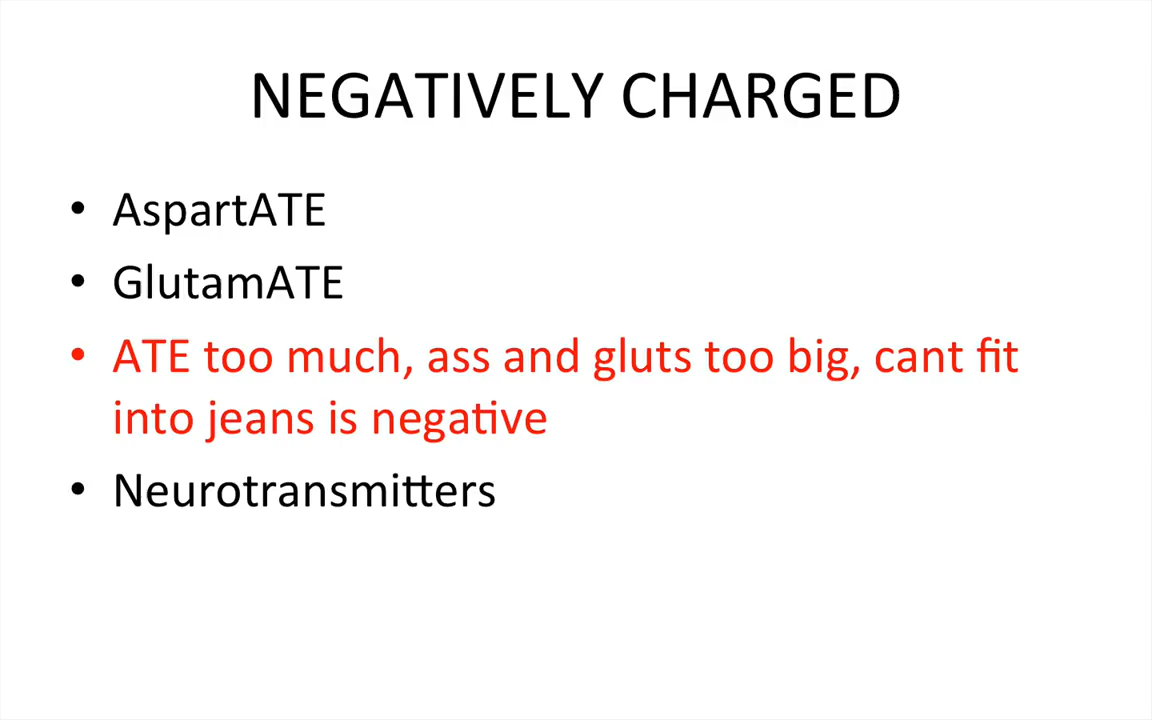 NEGATIVELY CHARGED
• AspartATE
• GlutamATE
• ATE too much, ass and gluts too big, cant fit
into jeans is negative
• Neurotransmitters